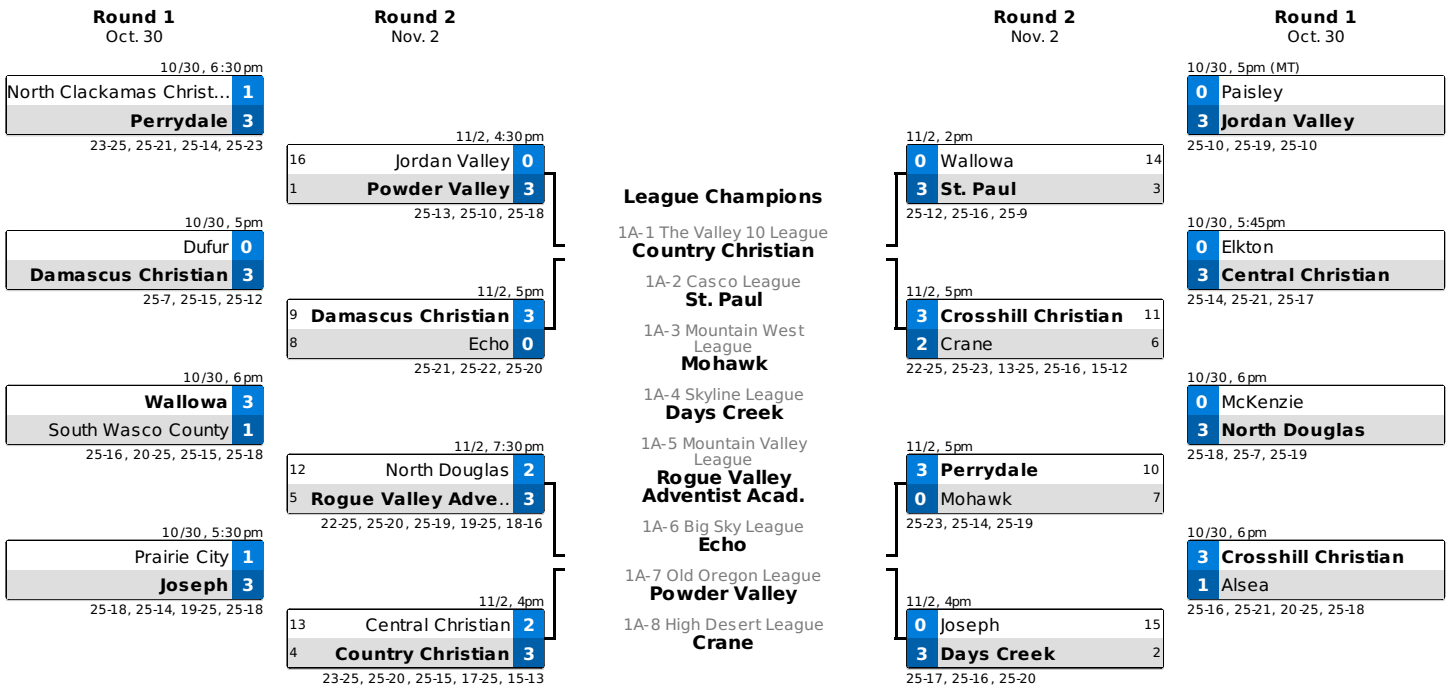 Round 1
Oct. 30
10/30, 6:30pm
North Clackamas Christ... 1
Perrydale 3
23-25, 25-21, 25-14, 25-23
10/30, 5pm
Dufur 0
Damascus Christian 3
25-7, 25-15, 25-12
10/30, 6pm
Wallowa 3
South Wasco County 1
25-16, 20-25, 25-15, 25-18
10/30, 5:30pm
Prairie City 1
Joseph 3
25-18, 25-14, 19-25, 25-18
Round 2
Nov. 2
11/2, 4:30pm
16 Jordan Valley 0
1 Powder Valley 3
25-13, 25-10, 25-18
11/2, 5pm
9 Damascus Christian 3
8 Echo 0
25-21, 25-22, 25-20
11/2, 7:30pm
12 North Douglas 2
5 Rogue Valley Adve.. 3
22-25, 25-20, 25-19, 19-25, 18-16
11/2, 4pm
13 Central Christian 2
4 Country Christian 3
23-25, 25-20, 25-15, 17-25, 15-13
League Champions
1A-1 The Valley 10 League
Country Christian
1A-2 Casco League
St. Paul
1A-3 Mountain West
League
Mohawk
1A-4 Skyline League
Days Creek
1A-5 Mountain Valley
League
Rogue Valley
Adventist Acad.
1A-6 Big Sky League
Echo
1A-7 Old Oregon League
Powder Valley
1A-8 High Desert League
Crane
Round 2
Nov. 2
11/2, 2pm
0 Wallowa 14
3 St. Paul 3
25-12, 25-16, 25-9
11/2, 5pm
3 Crosshill Christian 11
2 Crane 6
22-25, 25-23, 13-25, 25-16, 15-12
11/2, 5pm
3 Perrydale 10
0 Mohawk 7
25-23, 25-14, 25-19
11/2, 4pm
0 Joseph 15
3 Days Creek 2
25-17, 25-16, 25-20
Round 1
Oct. 30
10/30, 5pm (MT)
0 Paisley
3 Jordan Valley
25-10, 25-19, 25-10
10/30, 5:45pm
0 Elkton
3 Central Christian
25-14, 25-21, 25-17
10/30, 6pm
0 McKenzie
3 North Douglas
25-18, 25-7, 25-19
10/30, 6pm
3 Crosshill Christian
1 Alsea
25-16, 25-21, 20-25, 25-18